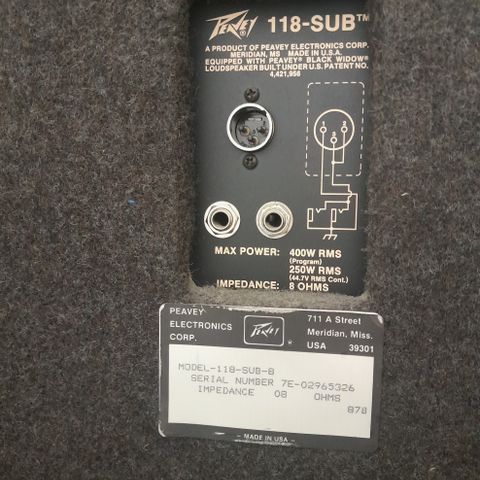 PEAVEY® 118-SUB™
A PRODUCT OF PEAVEY ELECTRONICS CORP.
MERIDIAN, MS MADE IN U.S.A.
EQUIPPED WITH PEAVEY® BLACK WIDOW®
LOUDSPEAKER BUILT UNDER U.S. PATENT NO.
4,421,956
1 2
3
MAX POWER: 400W RMS
(Program)
250W RMS
(44.7V RMS Cont.)
IMPEDANCE: 8 OHMS
PEAVEY
ELECTRONICS
CORP.
PEAVEY®
711 A Street
Meridian, Miss.
USA 39301
MODEL-118-SUB-8
SERIAL NUMBER 7E-02965326
IMPEDANCE 08 OHMS
878
— MADE IN USA —